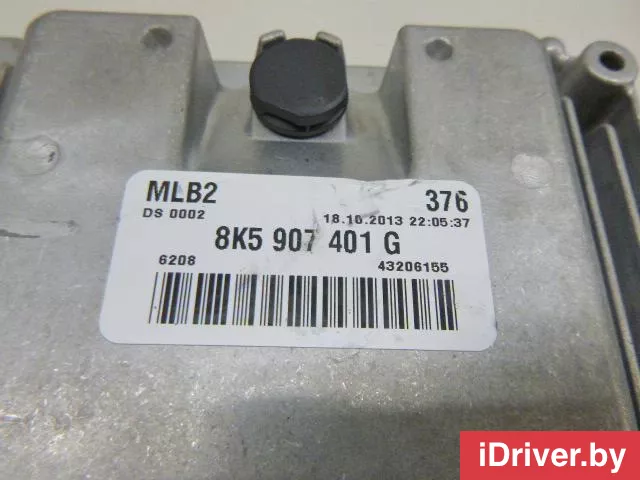 MLB2 376
DS 0002 18.10.2013 22:05:37
8K5 907 401 G
6208 43206155
iDriver.by